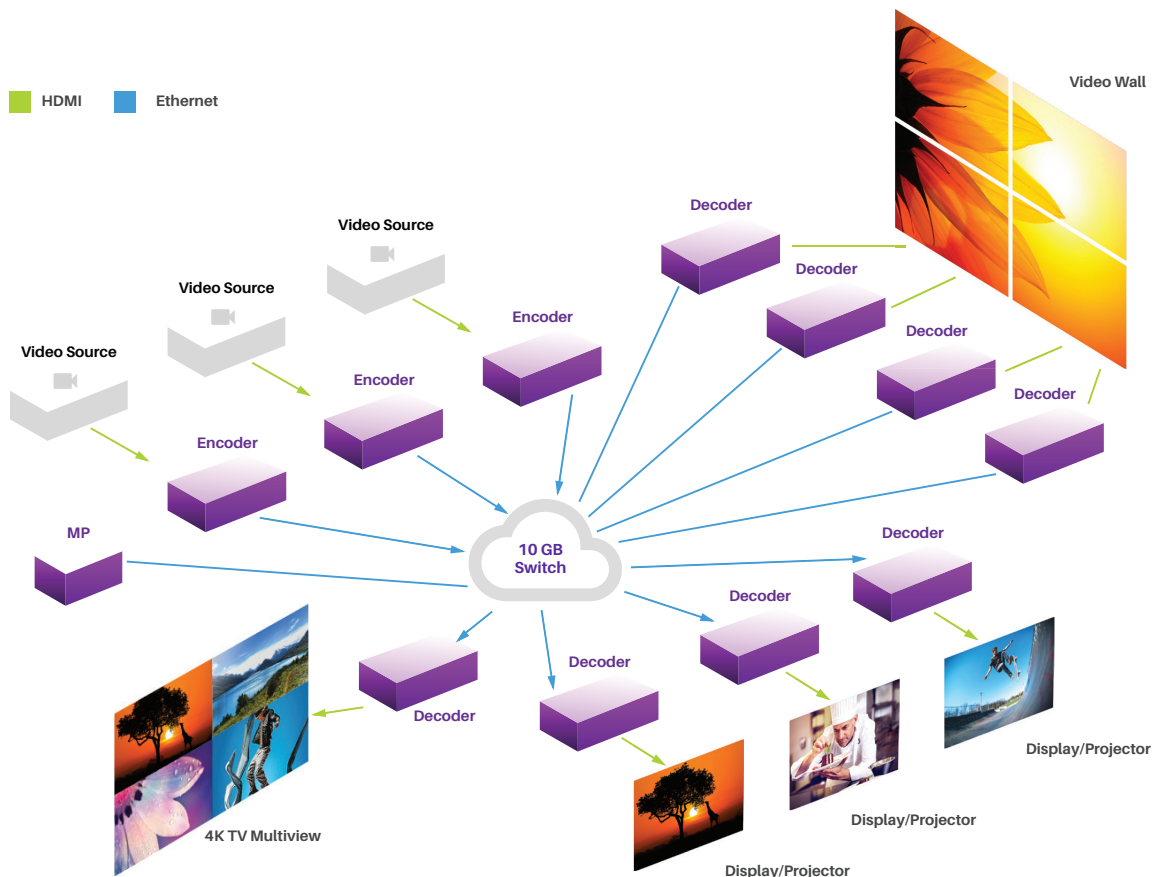 Video Wall
HDMI
Ethernet
Decoder
Video Source
Decoder
Video Source
Encoder
Decoder
Video Source
Encoder
Decoder
Encoder
MP
10 GB
Switch
Decoder
Decoder
Decoder
Decoder
Display/Projector
4K TV Multiview
Display/Projector
Display/Projector